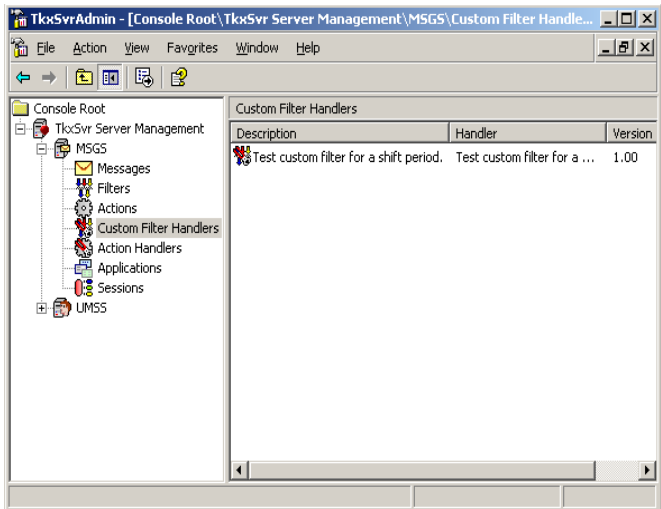 TkxSvrAdmin - [Console Root\TkxSvr Server Management\MSGS\Custom Filter Handle...
File Action View Favorites Window Help
Console Root
TkxSvr Server Management
MSGS
Messages
Filters
Actions
Custom Filter Handlers
Action Handlers
Applications
Sessions
UMSS
Custom Filter Handlers
Description Handler Version
Test custom filter for a shift period. Test custom filter for a ... 1.00